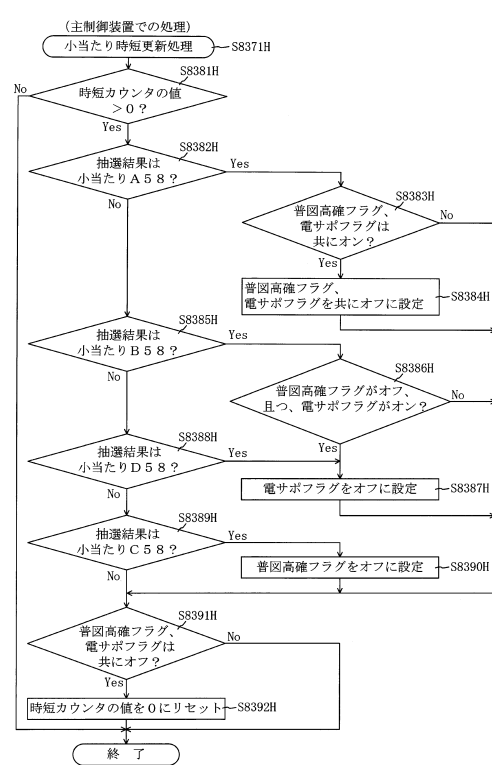 （主制御装置での処理）
小当たり時短更新処理
S8371H
S8381H
時短カウンタの値
＞０？
No
Yes
S8382H
抽選結果は
小当たりＡ５８？
Yes
No
S8383H
普図高確フラグ、
電サポフラグは
共にオン？
No
Yes
普図高確フラグ、
電サポフラグを共にオフに設定
S8384H
S8385H
抽選結果は
小当たりＢ５８？
Yes
No
S8386H
普図高確フラグがオフ、
且つ、電サポフラグがオン？
No
Yes
S8388H
抽選結果は
小当たりＤ５８？
Yes
No
電サポフラグをオフに設定
S8387H
S8389H
抽選結果は
小当たりＣ５８？
Yes
No
普図高確フラグをオフに設定
S8390H
S8391H
普図高確フラグ、
電サポフラグは
共にオフ？
No
Yes
時短カウンタの値を０にリセット
S8392H
終　了